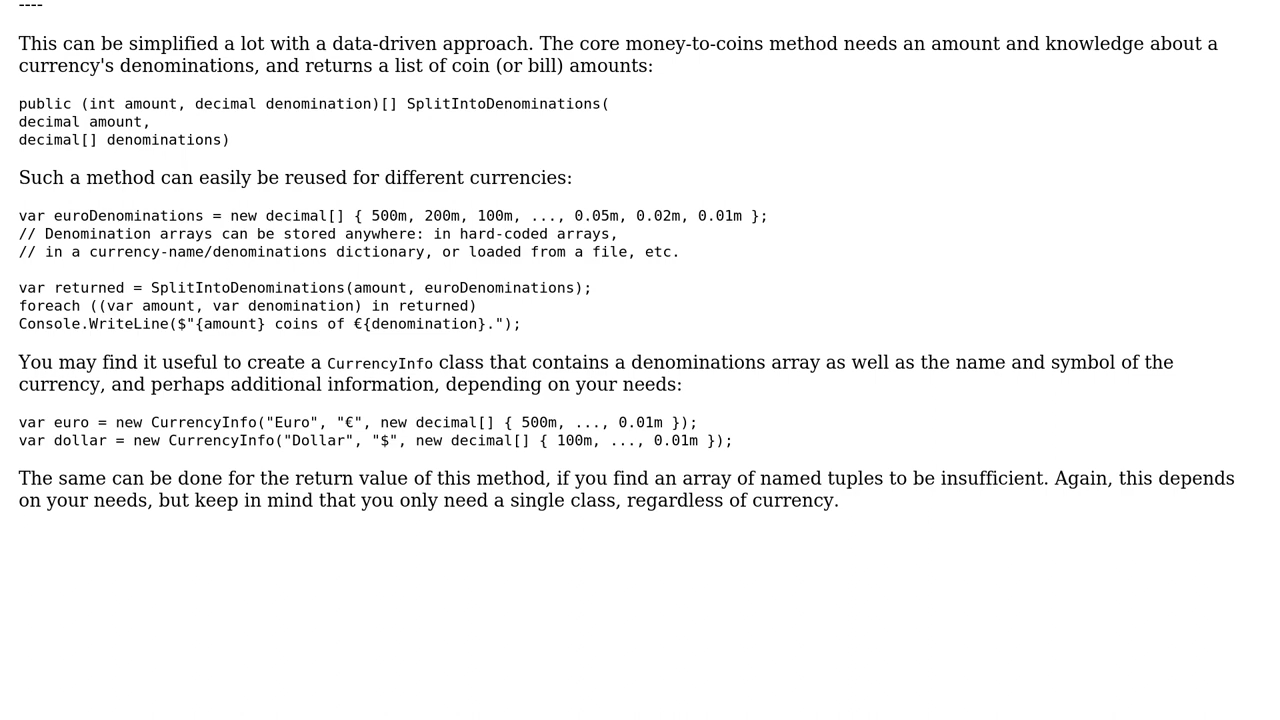 ----
This can be simplified a lot with a data-driven approach. The core money-to-coins method needs an amount and knowledge about a
currency's denominations, and returns a list of coin (or bill) amounts:
public (int amount, decimal denomination)[] SplitIntoDenominations(
decimal amount,
decimal[] denominations)
Such a method can easily be reused for different currencies:
var euroDenominations = new decimal[] { 500m, 200m, 100m, ..., 0.05m, 0.02m, 0.01m };
// Denomination arrays can be stored anywhere: in hard-coded arrays,
// in a currency-name/denominations dictionary, or loaded from a file, etc.
var returned = SplitIntoDenominations(amount, euroDenominations);
foreach ((var amount, var denomination) in returned)
Console.WriteLine($"{amount} coins of €{denomination}.");
You may find it useful to create a CurrencyInfo class that contains a denominations array as well as the name and symbol of the
currency, and perhaps additional information, depending on your needs:
var euro = new CurrencyInfo("Euro", "€", new decimal[] { 500m, ..., 0.01m });
var dollar = new CurrencyInfo("Dollar", "$", new decimal[] { 100m, ..., 0.01m });
The same can be done for the return value of this method, if you find an array of named tuples to be insufficient. Again, this depends
on your needs, but keep in mind that you only need a single class, regardless of currency.